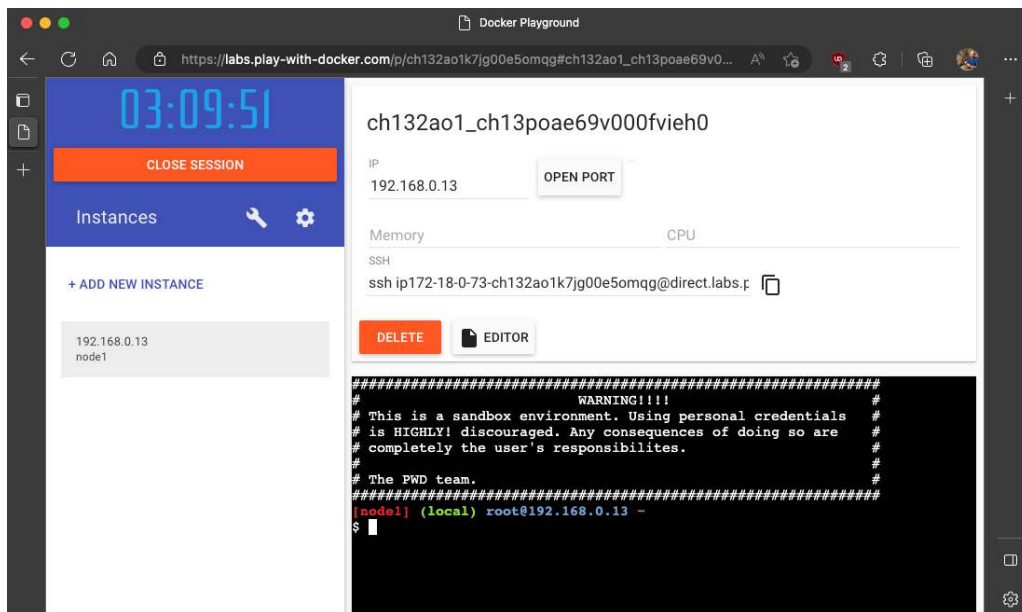 Docker Playground
https://labs.play-with-docker.com/p/ch132ao1k7jg00e5omqg#ch132ao1_ch13poae69v0...
2
03:09:51
CLOSE SESSION
Instances
+ ADD NEW INSTANCE
192.168.0.13
node1
ch132ao1_ch13poae69v000fvieh0
IP
192.168.0.13
OPEN PORT
Memory
CPU
SSH
ssh ip172-18-0-73-ch132ao1k7jg00e5omqg@direct.labs.p
DELETE
EDITOR
###############################################################
# WARNING!!!! #
# This is a sandbox environment. Using personal credentials #
# is HIGHLY! discouraged. Any consequences of doing so are #
# completely the user's responsibilites. #
# #
# The PWD team. #
###############################################################
[node1] (local) root@192.168.0.13 ~
$